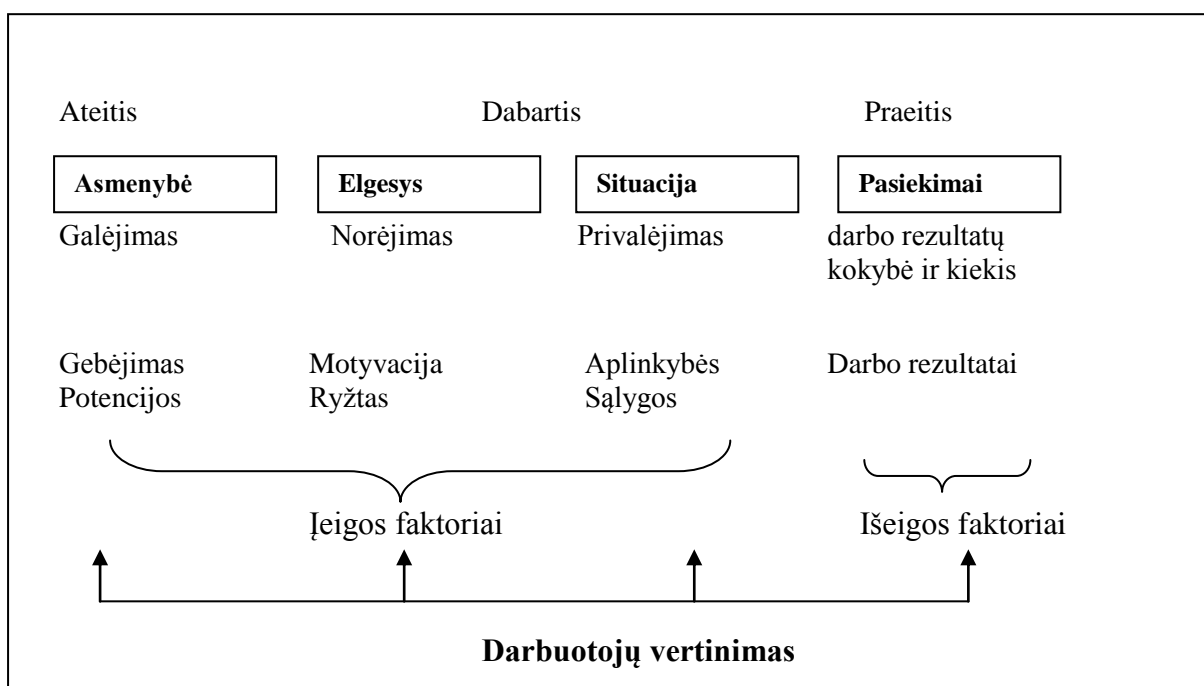 Ateitis Dabartis Praeitis
Asmenybė Elgesys Situacija Pasiekimai
Galėjimas Norėjimas Privalėjimas darbo rezultatų
kokybė ir kiekis
Gebėjimas Motyvacija Aplinkybės Darbo rezultatai
Potencijos Ryžtas Sąlygos
Įeigos faktoriai Išeigos faktoriai
Darbuotojų vertinimas